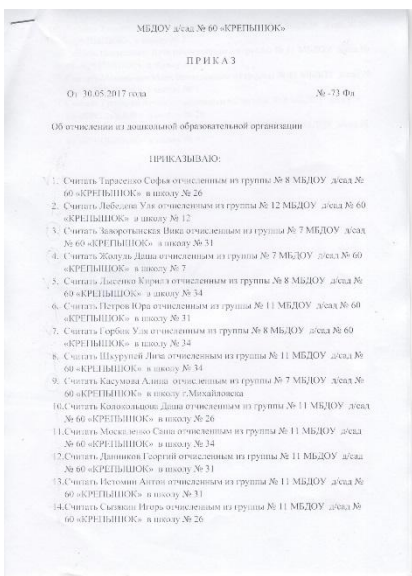 МБДОУ д/сад № 60 «КРЕПЫШОК»
П Р И К А З
От 30.05.2017 года № -73 Фл
Об отчислении из дошкольной образовательной организации
ПРИКАЗЫВАЮ:
1. Считать Тарасенко Софья отчисленным из группы № 8 МБДОУ д/сад №
60 «КРЕПЫШОК» в школу № 26
2. Считать Лебедева Уля отчисленным из группы № 12 МБДОУ д/сад № 60
«КРЕПЫШОК» в школу № 12
3. Считать Заворотынская Вика отчисленным из группы № 7 МБДОУ д/сад
№ 60 «КРЕПЫШОК» в школу № 31
4. Считать Жолудь Даша отчисленным из группы № 7 МБДОУ д/сад № 60
«КРЕПЫШОК» в школу № 7
5. Считать Лысенко Кирилл отчисленным из группы № 8 МБДОУ д/сад №
60 «КРЕПЫШОК» в школу № 34
6. Считать Петров Юра отчисленным из группы № 11 МБДОУ д/сад № 60
«КРЕПЫШОК» в школу № 31
7. Считать Горбик Уля отчисленным из группы № 8 МБДОУ д/сад № 60
«КРЕПЫШОК» в школу № 34
8. Считать Шкурпей Лиза отчисленным из группы № 11 МБДОУ д/сад №
60 «КРЕПЫШОК» в школу № 34
9. Считать Касумова Алина отчисленным из группы № 7 МБДОУ д/сад №
60 «КРЕПЫШОК» в школу г.Михайловска
10.Считать Колокольцова Даша отчисленным из группы № 11 МБДОУ д/сад
№ 60 «КРЕПЫШОК» в школу № 26
11.Считать Москаленко Саша отчисленным из группы № 11 МБДОУ д/сад
№ 60 «КРЕПЫШОК» в школу № 34
12.Считать Данников Георгий отчисленным из группы № 11 МБДОУ д/сад
№ 60 «КРЕПЫШОК» в школу № 31
13.Считать Истомин Антон отчисленным из группы № 11 МБДОУ д/сад №
60 «КРЕПЫШОК» в школу № 31
14.Считать Сызякин Игорь отчисленным из группы № 11 МБДОУ д/сад №
60 «КРЕПЫШОК» в школу № 26